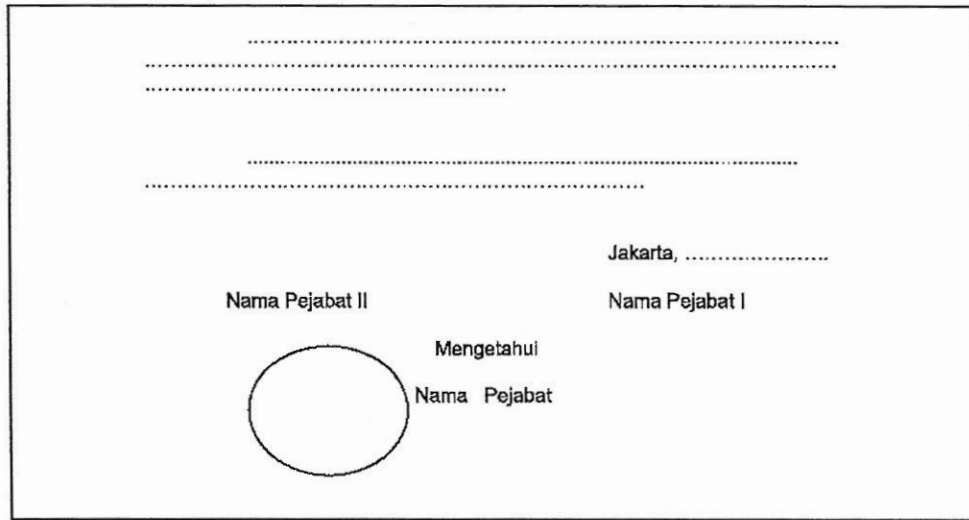 ................................................................................
................................................................................
................................................
................................................................................
................................................................
Jakarta, ........................
Nama Pejabat II Nama Pejabat I
Mengetahui
Nama Pejabat